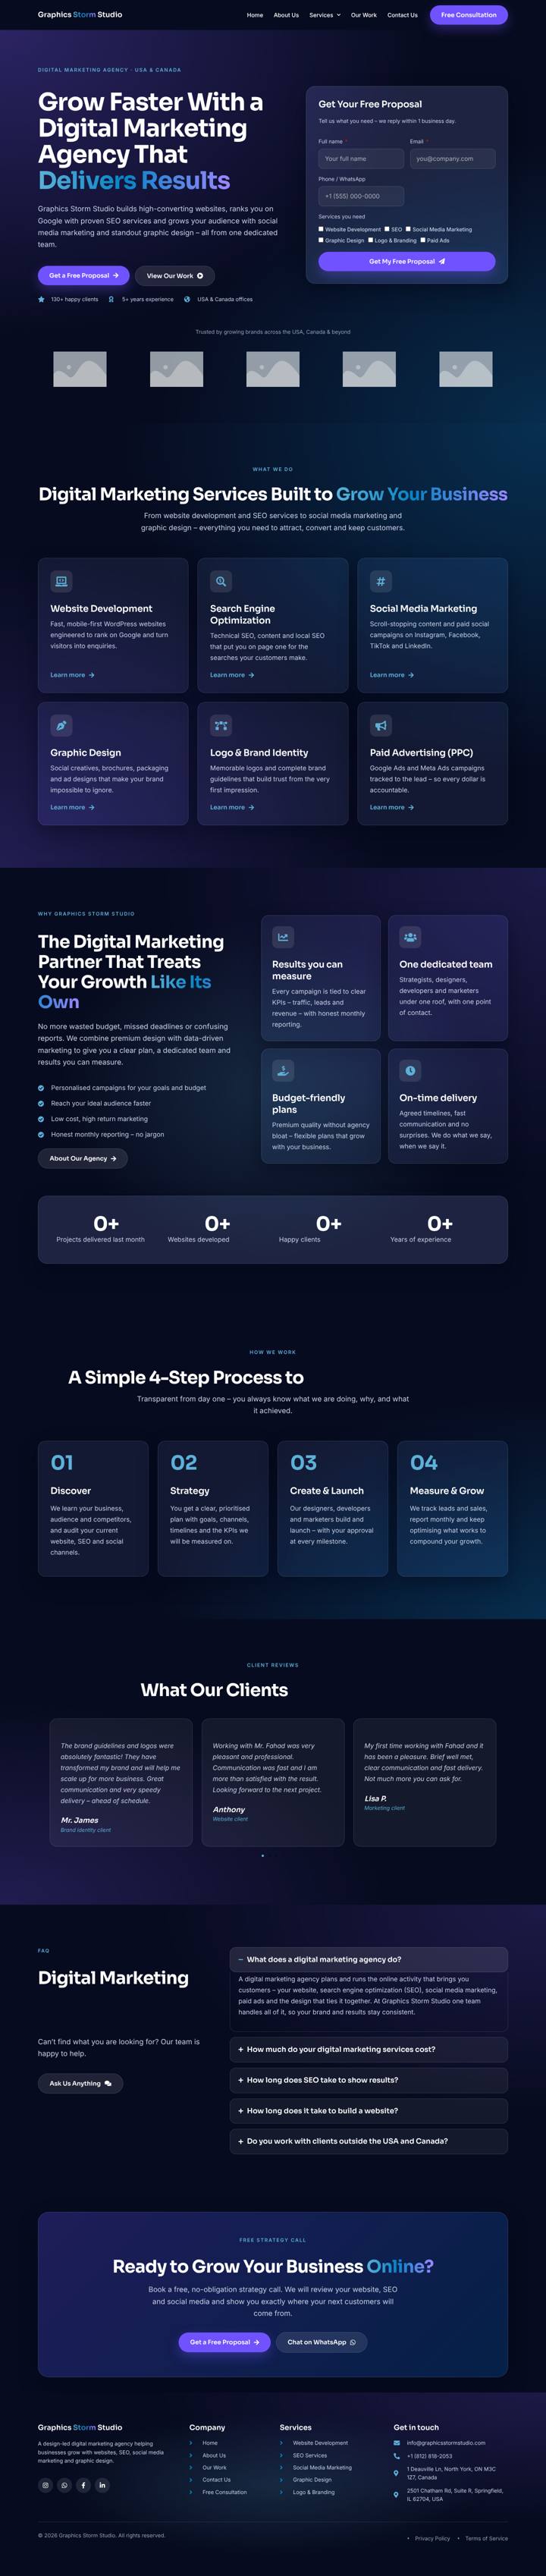 Graphics Storm Studio
Home About Us Services Our Work Contact Us Free Consultation
DIGITAL MARKETING AGENCY · USA & CANADA
Grow Faster With a
Digital Marketing
Agency That
Delivers Results
Graphics Storm Studio builds high-converting websites, ranks you on
Google with proven SEO services and grows your audience with social
media marketing and standout graphic design – all from one dedicated
team.
Get a Free Proposal
View Our Work
130+ happy clients
5+ years experience
USA & Canada offices
Get Your Free Proposal
Tell us what you need – we reply within 1 business day.
Full name *
Email *
Your full name
you@company.com
Phone / WhatsApp
+1 (555) 000-0000
Services you need
Website Development SEO Social Media Marketing
Graphic Design Logo & Branding Paid Ads
Get My Free Proposal
Trusted by growing brands across the USA, Canada & beyond
WHAT WE DO
Digital Marketing Services Built to Grow Your Business
From website development and SEO services to social media marketing and
graphic design – everything you need to attract, convert and keep customers.
Website Development
Fast, mobile-first WordPress websites
engineered to rank on Google and turn
visitors into enquiries.
Learn more
Search Engine
Optimization
Technical SEO, content and local SEO
that put you on page one for the
searches your customers make.
Learn more
Social Media Marketing
Scroll-stopping content and paid social
campaigns on Instagram, Facebook,
TikTok and LinkedIn.
Learn more
Graphic Design
Social creatives, brochures, packaging
and ad designs that make your brand
impossible to ignore.
Learn more
Logo & Brand Identity
Memorable logos and complete brand
guidelines that build trust from the very
first impression.
Learn more
Paid Advertising (PPC)
Google Ads and Meta Ads campaigns
tracked to the lead – so every dollar is
accountable.
Learn more
WHY GRAPHICS STORM STUDIO
The Digital Marketing
Partner That Treats
Your Growth Like Its
Own
No more wasted budget, missed deadlines or confusing
reports. We combine premium design with data-driven
marketing to give you a clear plan, a dedicated team and
results you can measure.
Personalised campaigns for your goals and budget
Reach your ideal audience faster
Low cost, high return marketing
Honest monthly reporting – no jargon
About Our Agency
Results you can
measure
Every campaign is tied to clear
KPIs – traffic, leads and
revenue – with honest monthly
reporting.
One dedicated team
Strategists, designers,
developers and marketers
under one roof, with one point
of contact.
Budget-friendly
plans
Premium quality without agency
bloat – flexible plans that grow
with your business.
On-time delivery
Agreed timelines, fast
communication and no
surprises. We do what we say,
when we say it.
0+
Projects delivered last month
0+
Websites developed
0+
Happy clients
0+
Years of experience
HOW WE WORK
A Simple 4-Step Process to
Transparent from day one – you always know what we are doing, why, and what
it achieved.
01
Discover
We learn your business,
audience and competitors,
and audit your current
website, SEO and social
channels.
02
Strategy
You get a clear, prioritised
plan with goals, channels,
timelines and the KPIs we
will be measured on.
03
Create & Launch
Our designers, developers
and marketers build and
launch – with your approval
at every milestone.
04
Measure & Grow
We track leads and sales,
report monthly and keep
optimising what works to
compound your growth.
CLIENT REVIEWS
What Our Clients
The brand guidelines and logos were
absolutely fantastic! They have
transformed my brand and will help me
scale up for more business. Great
communication and very speedy
delivery – ahead of schedule.
Mr. James
Brand identity client
Working with Mr. Fahad was very
pleasant and professional.
Communication was fast and I am
more than satisfied with the result.
Looking forward to the next project.
Anthony
Website client
My first time working with Fahad and it
has been a pleasure. Brief well met,
clear communication and fast delivery.
Not much more you can ask for.
Lisa P.
Marketing client
FAQ
Digital Marketing
Can't find what you are looking for? Our team is
happy to help.
Ask Us Anything
What does a digital marketing agency do?
A digital marketing agency plans and runs the online activity that brings you
customers – your website, search engine optimization (SEO), social media marketing,
paid ads and the design that ties it together. At Graphics Storm Studio one team
handles all of it, so your brand and results stay consistent.
How much do your digital marketing services cost?
How long does SEO take to show results?
How long does it take to build a website?
Do you work with clients outside the USA and Canada?
FREE STRATEGY CALL
Ready to Grow Your Business Online?
Book a free, no-obligation strategy call. We will review your website, SEO
and social media and show you exactly where your next customers will
come from.
Get a Free Proposal
Chat on WhatsApp
Graphics Storm Studio
A design-led digital marketing agency helping
businesses grow with websites, SEO, social media
marketing and graphic design.
Company
Home
About Us
Our Work
Contact Us
Free Consultation
Services
Website Development
SEO Services
Social Media Marketing
Graphic Design
Logo & Branding
Get in touch
info@graphicsstormstudio.com
+1 (812) 818-2053
1 Deauville Ln, North York, ON M3C
1Z7, Canada
2501 Chatham Rd, Suite R, Springfield,
IL 62704, USA
© 2026 Graphics Storm Studio. All rights reserved.
Privacy Policy
Terms of Service